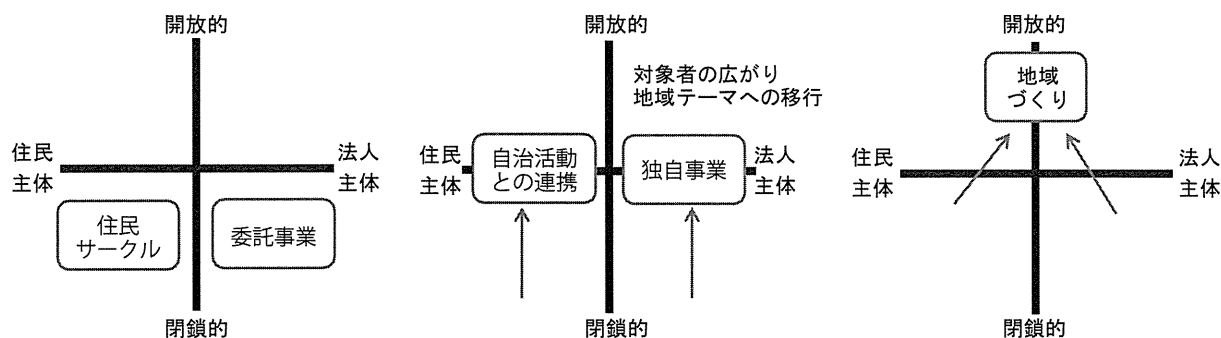 開放的
住民
主体
法人
主体
住民
サークル
委託事業
閉鎖的
開放的
対象者の広がり
地域テーマへの移行
住民
主体
自治活動
との連携
独自事業
法人
主体
閉鎖的
開放的
地域
づくり
住民
主体
法人
主体
閉鎖的